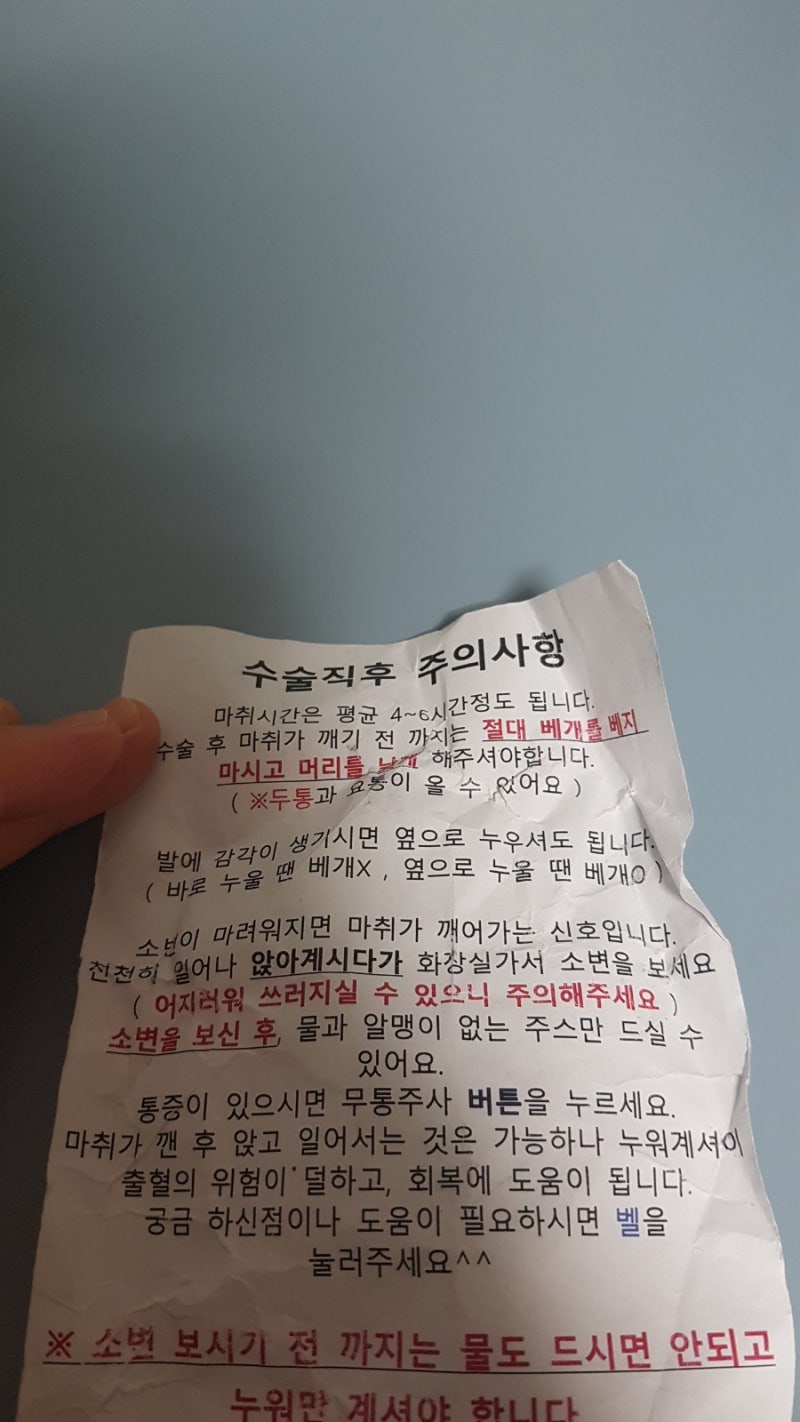 수술직후 주의사항
마취시간은 평균 4~6시간정도 됩니다.
수술 후 마취가 깨기 전 까지는 절대 베개를 베지
마시고 머리를 낮게 해주셔야합니다.
( ※두통과 요통이 올 수 있어요 )
발에 감각이 생기시면 옆으로 누우셔도 됩니다.
( 바로 누울 땐 베개X , 옆으로 누울 땐 베개O )
소변이 마려워지면 마취가 깨어가는 신호입니다.
천천히 일어나 앉아계시다가 화장실가서 소변을 보세요
( 어지러워 쓰러지실 수 있으니 주의해주세요 )
소변을 보신 후, 물과 알맹이 없는 주스만 드실 수
있어요.
통증이 있으시면 무통주사 버튼을 누르세요.
마취가 깬 후 앉고 일어서는 것은 가능하나 누워계셔야
출혈의 위험이 덜하고, 회복에 도움이 됩니다.
궁금 하신점이나 도움이 필요하시면 벨을
눌러주세요^^
※ 소변 보시기 전 까지는 물도 드시면 안되고
누워만 계셔야 합니다